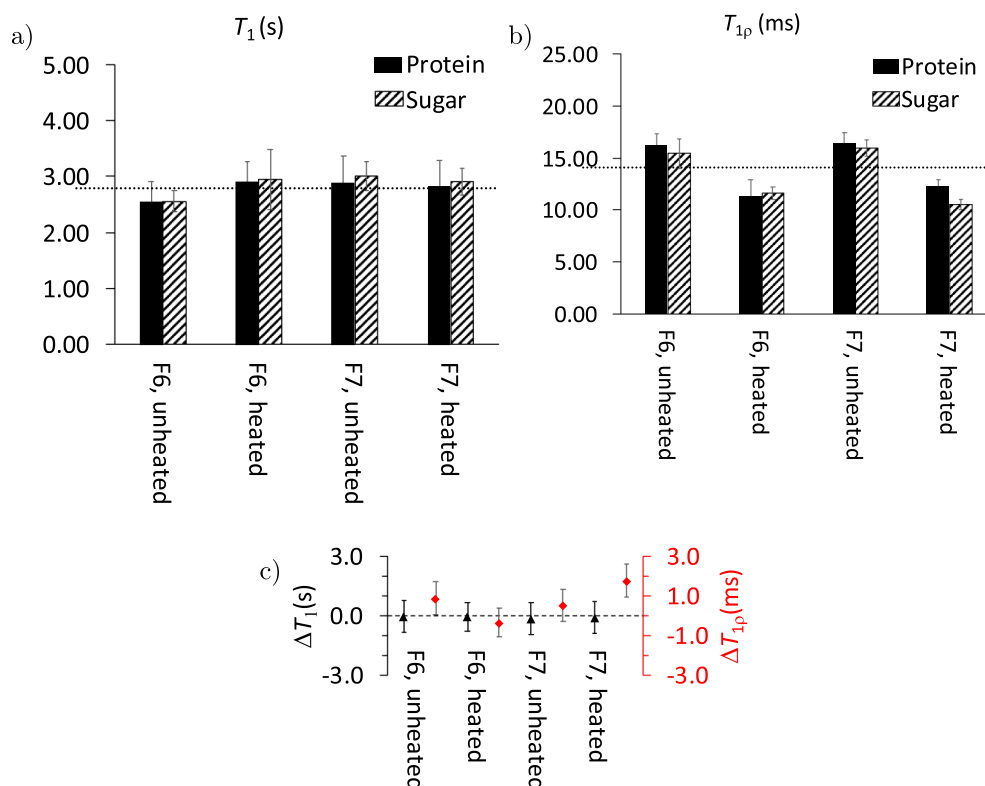 a)
T₁ (s)
Protein
Sugar
5.00
4.00
3.00
2.00
1.00
0.00
F6, unheated
F6, heated
F7, unheated
F7, heated
b)
T₁ρ (ms)
Protein
Sugar
25.00
20.00
15.00
10.00
5.00
0.00
F6, unheated
F6, heated
F7, unheated
F7, heated
c)
ΔT₁(s)
3.0
0.0
-3.0
F6, unheated
F6, heated
F7, unheated
F7, heated
3.0
1.0
-1.0
-3.0
ΔT₁ρ(ms)